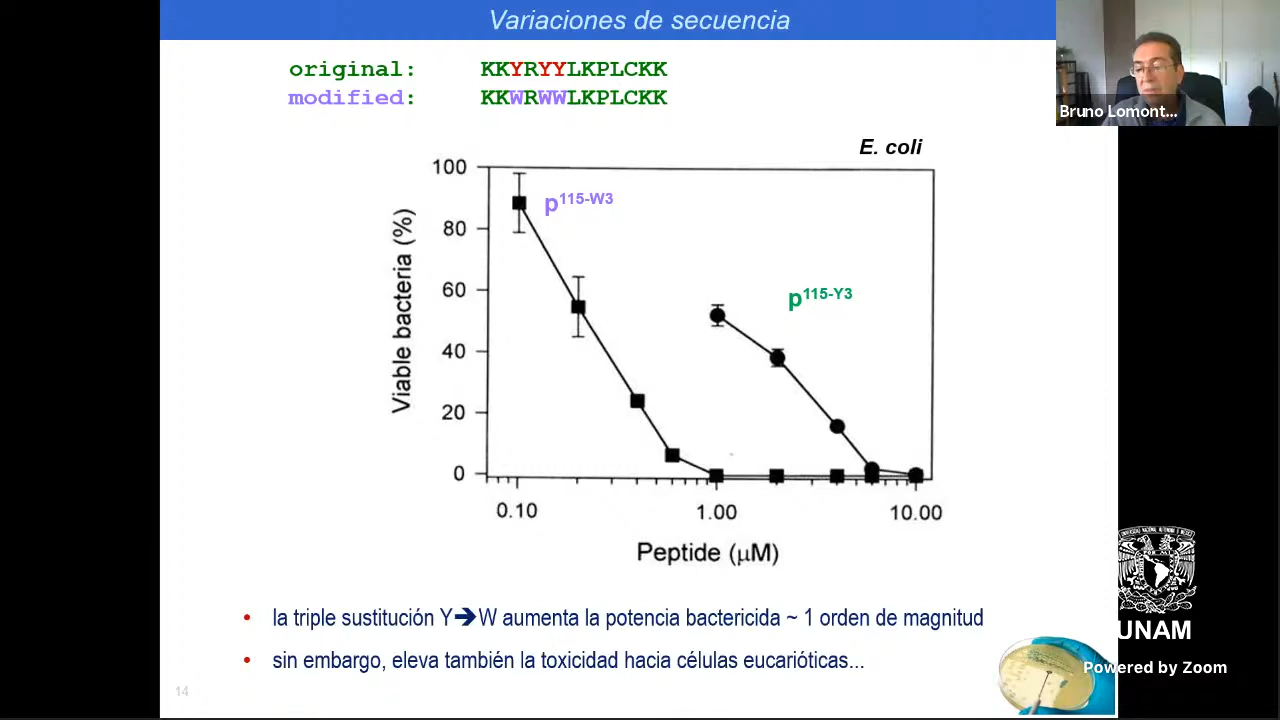 Variaciones de secuencia
original: KKYRYYLKPLCKK
modified: KKWRWWLKPLCKK
Bruno Lomont...
E. coli
100
80
60
40
20
0
Viable bacteria (%)
p115-W3
p115-Y3
0.10 1.00 10.00
Peptide (μM)
• la triple sustitución Y➔W aumenta la potencia bactericida ~ 1 orden de magnitud
• sin embargo, eleva también la toxicidad hacia células eucarióticas...
14
UNAM
Powered by Zoom